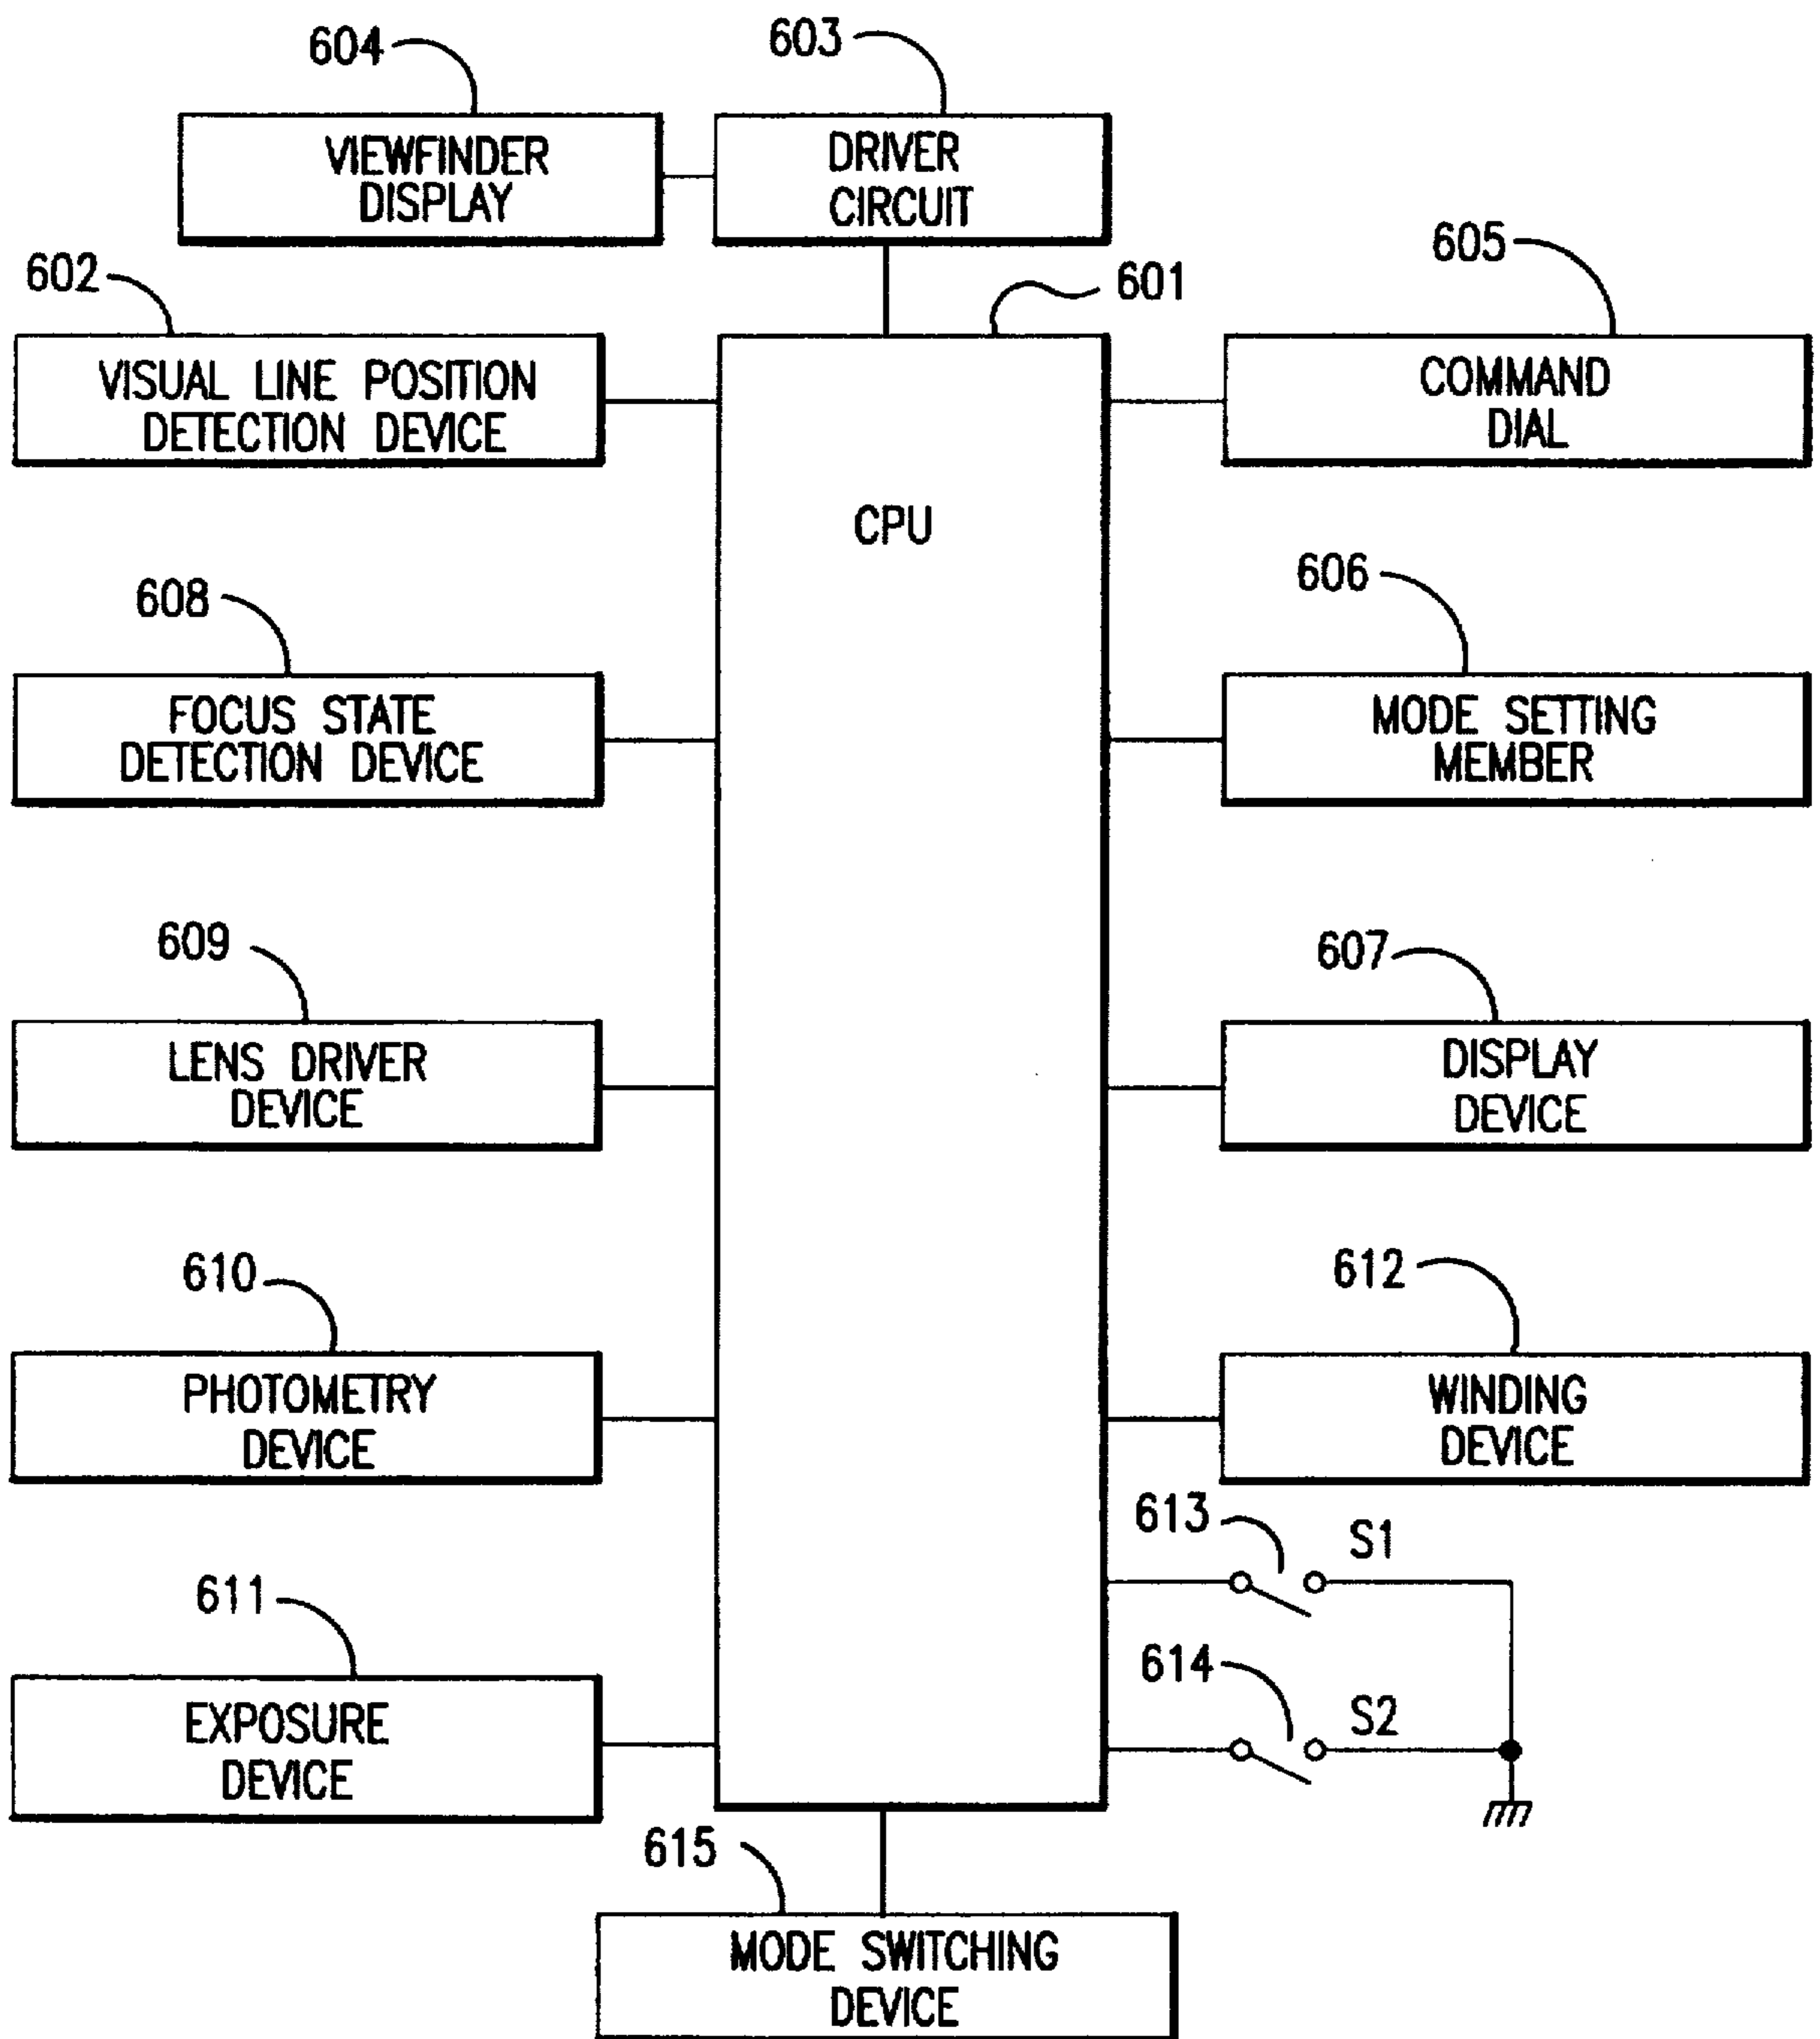 604
603
VIEWFINDER
DISPLAY
DRIVER
CIRCUIT
602
601
605
VISUAL LINE POSITION
DETECTION DEVICE
COMMAND
DIAL
CPU
608
606
FOCUS STATE
DETECTION DEVICE
MODE SETTING
MEMBER
609
607
LENS DRIVER
DEVICE
DISPLAY
DEVICE
610
612
PHOTOMETRY
DEVICE
WINDING
DEVICE
613
S1
611
614
S2
EXPOSURE
DEVICE
615
MODE SWITCHING
DEVICE